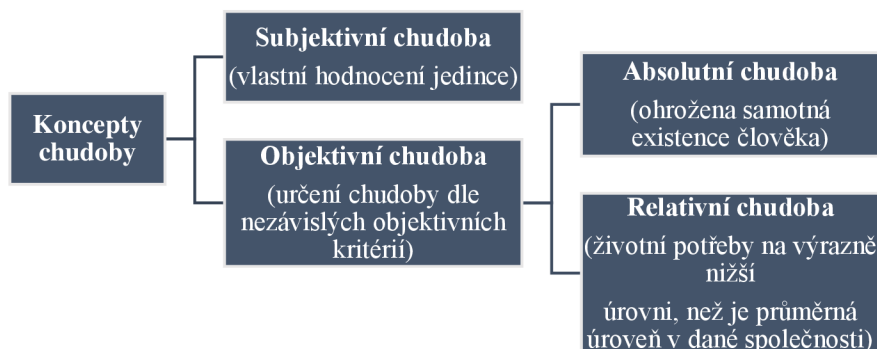 Koncepty
chudoby
Subjektivní chudoba
(vlastní hodnocení jedince)
Objektivní chudoba
(určení chudoby dle
nezávislých objektivních
kritérií)
Absolutní chudoba
(ohrožena samotná
existence člověka)
Relativní chudoba
(životní potřeby na výrazně
nižší
úrovni, než je průměrná
úroveň v dané společnosti)